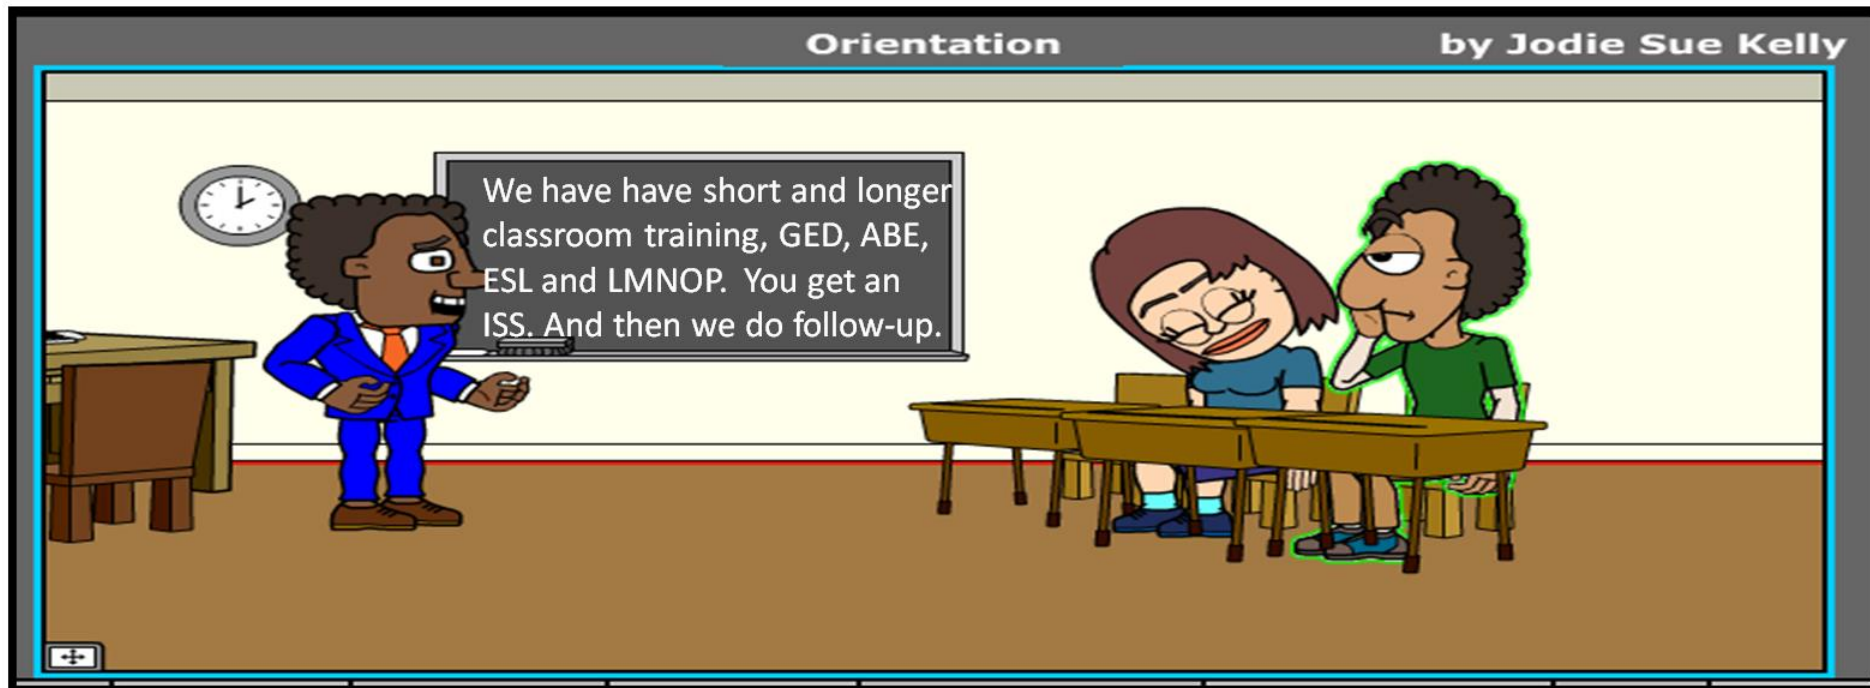 Orientation
by Jodie Sue Kelly
We have have short and longer
classroom training, GED, ABE,
ESL and LMNOP.  You get an
ISS. And then we do follow-up.